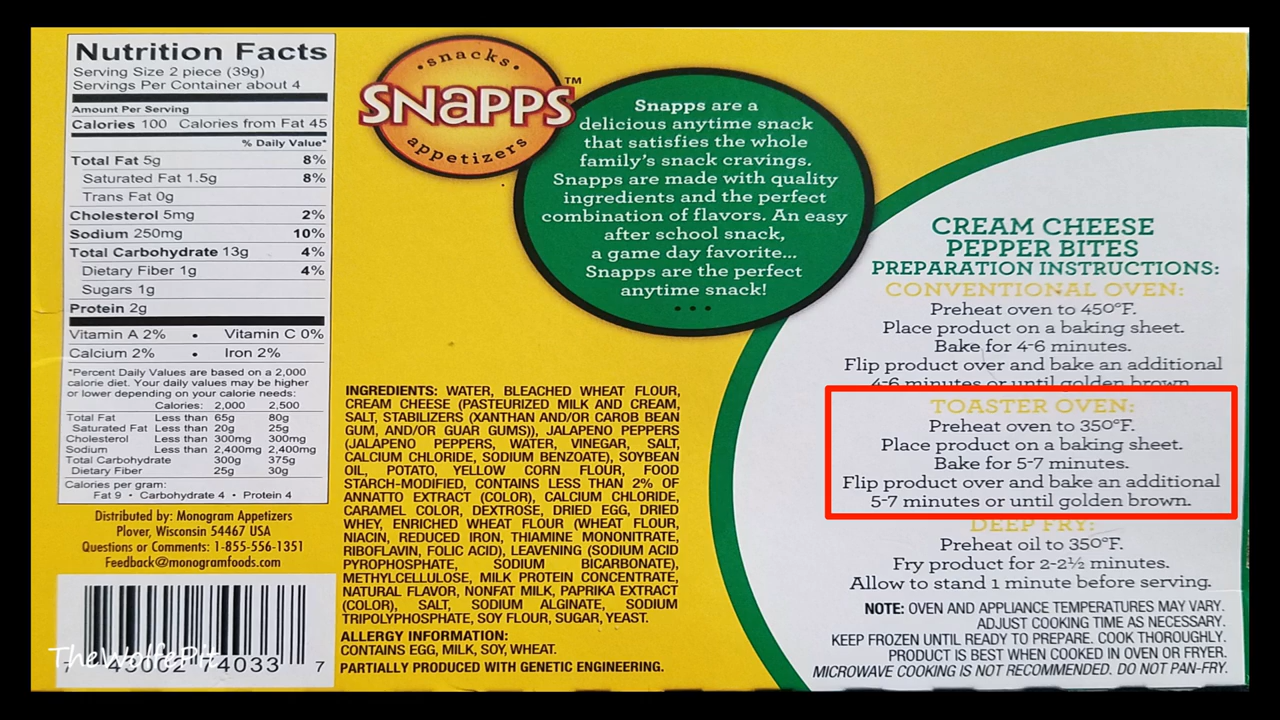 Nutrition Facts
Serving Size 2 piece (39g)
Servings Per Container about 4
Amount Per Serving
Calories 100 Calories from Fat 45
% Daily Value*
Total Fat 5g 8%
Saturated Fat 1.5g 8%
Trans Fat 0g
Cholesterol 5mg 2%
Sodium 250mg 10%
Total Carbohydrate 13g 4%
Dietary Fiber 1g 4%
Sugars 1g
Protein 2g
Vitamin A 2% • Vitamin C 0%
Calcium 2% • Iron 2%
*Percent Daily Values are based on a 2,000
calorie diet. Your daily values may be higher
or lower depending on your calorie needs:
Calories: 2,000 2,500
Total Fat Less than 65g 80g
Saturated Fat Less than 20g 25g
Cholesterol Less than 300mg 300mg
Sodium Less than 2,400mg 2,400mg
Total Carbohydrate 300g 375g
Dietary Fiber 25g 30g
Calories per gram:
Fat 9 • Carbohydrate 4 • Protein 4
Distributed by: Monogram Appetizers
Plover, Wisconsin 54467 USA
Questions or Comments: 1-855-556-1351
Feedback@monogramfoods.com
TheWolfePit
7 43002 74033 7
•snacks•
SNAPPS™
appetizers
Snapps are a
delicious anytime snack
that satisfies the whole
family's snack cravings.
Snapps are made with quality
ingredients and the perfect
combination of flavors. An easy
after school snack,
a game day favorite...
Snapps are the perfect
anytime snack!
• • •
INGREDIENTS: WATER, BLEACHED WHEAT FLOUR,
CREAM CHEESE (PASTEURIZED MILK AND CREAM,
SALT, STABILIZERS (XANTHAN AND/OR CAROB BEAN
GUM, AND/OR GUAR GUMS)), JALAPENO PEPPERS
(JALAPENO PEPPERS, WATER, VINEGAR, SALT,
CALCIUM CHLORIDE, SODIUM BENZOATE), SOYBEAN
OIL, POTATO, YELLOW CORN FLOUR, FOOD
STARCH-MODIFIED, CONTAINS LESS THAN 2% OF
ANNATTO EXTRACT (COLOR), CALCIUM CHLORIDE,
CARAMEL COLOR, DEXTROSE, DRIED EGG, DRIED
WHEY, ENRICHED WHEAT FLOUR (WHEAT FLOUR,
NIACIN, REDUCED IRON, THIAMINE MONONITRATE,
RIBOFLAVIN, FOLIC ACID), LEAVENING (SODIUM ACID
PYROPHOSPHATE, SODIUM BICARBONATE),
METHYLCELLULOSE, MILK PROTEIN CONCENTRATE,
NATURAL FLAVOR, NONFAT MILK, PAPRIKA EXTRACT
(COLOR), SALT, SODIUM ALGINATE, SODIUM
TRIPOLYPHOSPHATE, SOY FLOUR, SUGAR, YEAST.
ALLERGY INFORMATION:
CONTAINS EGG, MILK, SOY, WHEAT.
PARTIALLY PRODUCED WITH GENETIC ENGINEERING.
CREAM CHEESE
PEPPER BITES
PREPARATION INSTRUCTIONS:
CONVENTIONAL OVEN:
Preheat oven to 450°F.
Place product on a baking sheet.
Bake for 4-6 minutes.
Flip product over and bake an additional
4-6 minutes or until golden brown.
TOASTER OVEN:
Preheat oven to 350°F.
Place product on a baking sheet.
Bake for 5-7 minutes.
Flip product over and bake an additional
5-7 minutes or until golden brown.
DEEP FRY:
Preheat oil to 350°F.
Fry product for 2-2½ minutes.
Allow to stand 1 minute before serving.
NOTE: OVEN AND APPLIANCE TEMPERATURES MAY VARY.
ADJUST COOKING TIME AS NECESSARY.
KEEP FROZEN UNTIL READY TO PREPARE. COOK THOROUGHLY.
PRODUCT IS BEST WHEN COOKED IN OVEN OR FRYER.
MICROWAVE COOKING IS NOT RECOMMENDED. DO NOT PAN-FRY.